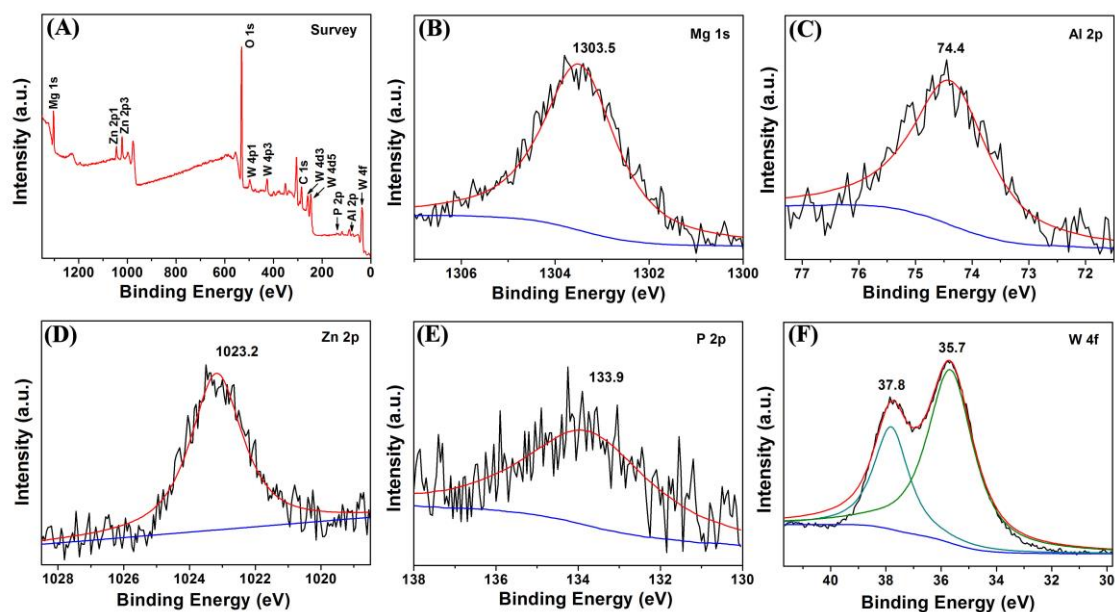 (A)
Survey
Mg 1s
Zn 2p1
Zn 2p3
O 1s
W 4p1
W 4p3
C 1s
W 4d3
W 4d5
P 2p
Al 2p
W 4f
1200 1000 800 600 400 200 0
Binding Energy (eV)
Intensity (a.u.)
(B)
Mg 1s
1303.5
1306 1304 1302 1300
Binding Energy (eV)
Intensity (a.u.)
(C)
Al 2p
74.4
77 76 75 74 73 72
Binding Energy (eV)
Intensity (a.u.)
(D)
Zn 2p
1023.2
1028 1026 1024 1022 1020
Binding Energy (eV)
Intensity (a.u.)
(E)
P 2p
133.9
138 136 134 132 130
Binding Energy (eV)
Intensity (a.u.)
(F)
W 4f
37.8
35.7
40 38 36 34 32 30
Binding Energy (eV)
Intensity (a.u.)